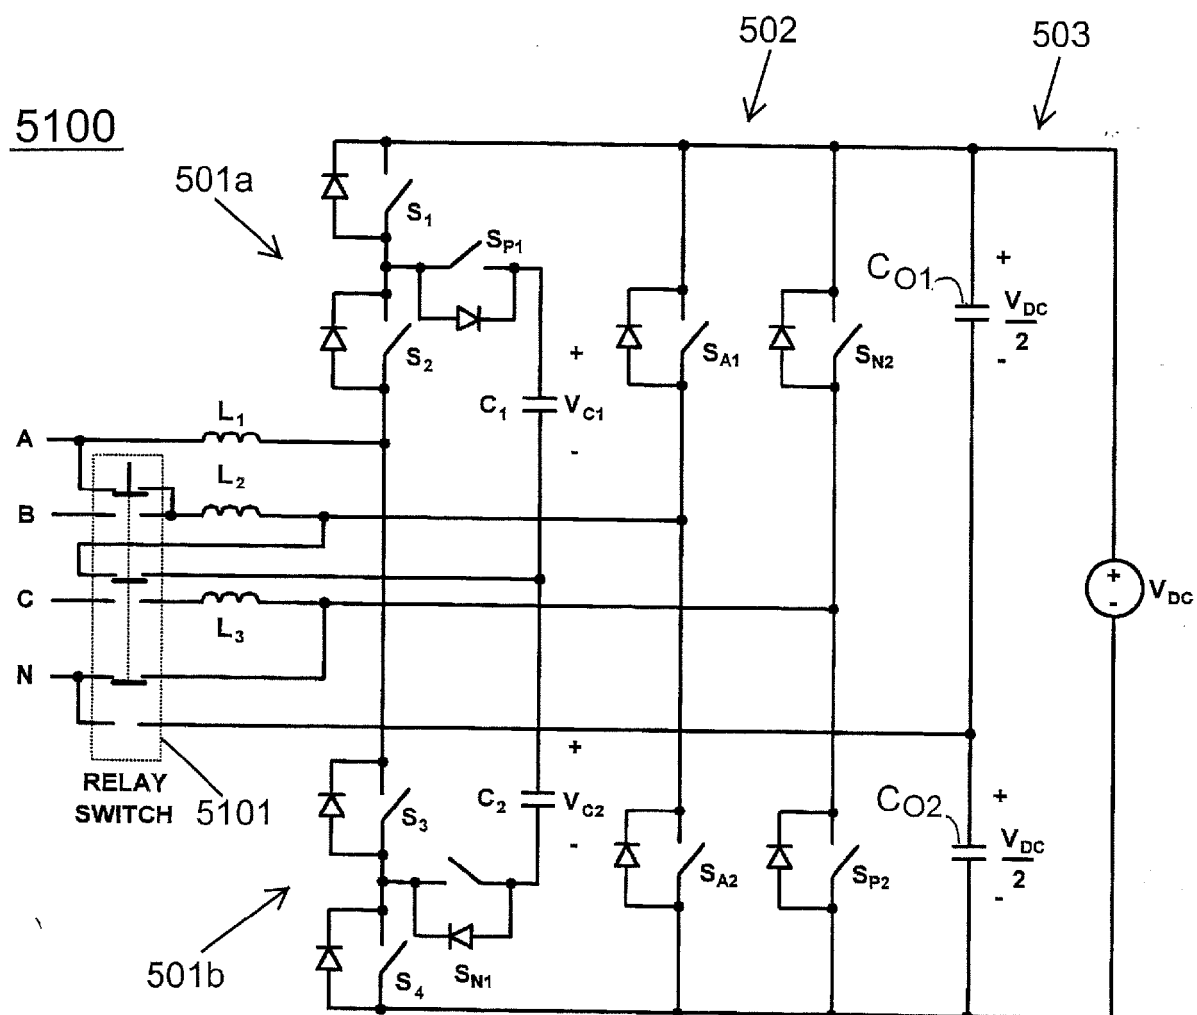 502
503
5100
501a
S1
SP1
+
CO1
VDC
2
-
S2
+
C1
VC1
-
SA1
SN2
A
L1
L2
B
C
L3
N
+
-
VDC
RELAY
SWITCH
5101
+
C2
VC2
-
S3
CO2
+
VDC
2
-
SA2
SP2
501b
S4
SN1